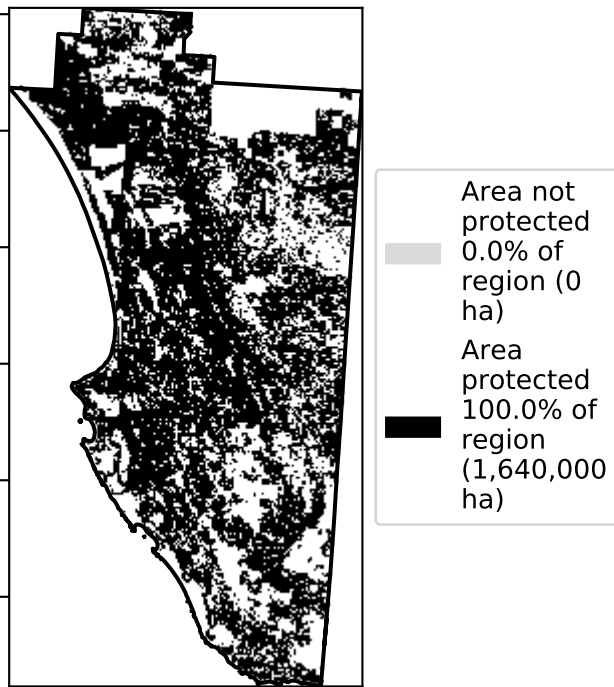 Area not
protected
0.0% of
region (0
ha)
Area
protected
100.0% of
region
(1,640,000
ha)